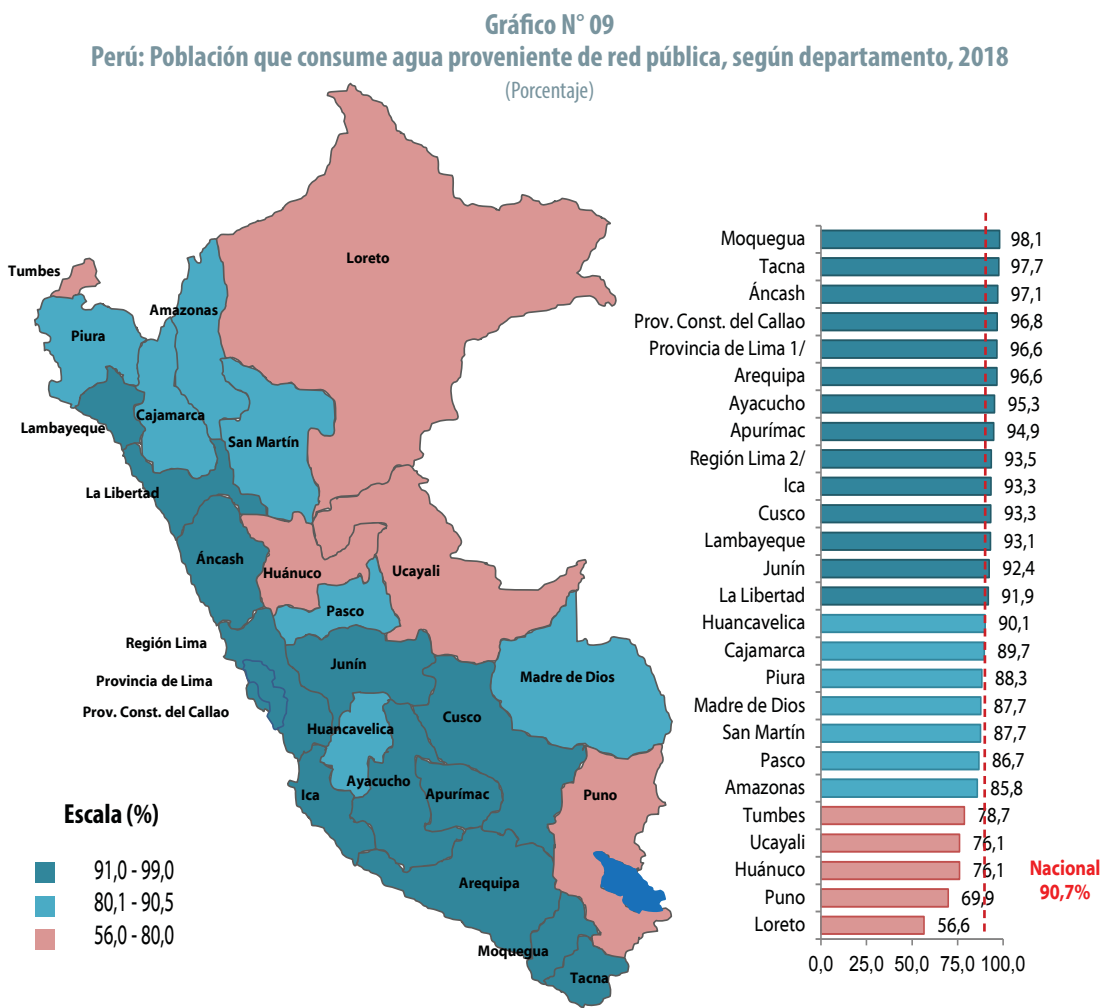 Gráfico N° 09
Perú: Población que consume agua proveniente de red pública, según departamento, 2018
(Porcentaje)
Loreto
Tumbes
Amazonas
Piura
Cajamarca
Lambayeque
San Martín
La Libertad
Áncash
Huánuco
Ucayali
Pasco
Región Lima
Junín
Provincia de Lima
Madre de Dios
Prov. Const. del Callao
Cusco
Huancavelica
Ayacucho
Ica
Apurímac
Puno
Arequipa
Moquegua
Tacna
Escala (%)
91,0 - 99,0
80,1 - 90,5
56,0 - 80,0
Moquegua 98,1
Tacna 97,7
Áncash 97,1
Prov. Const. del Callao 96,8
Provincia de Lima 1/ 96,6
Arequipa 96,6
Ayacucho 95,3
Apurímac 94,9
Región Lima 2/ 93,5
Ica 93,3
Cusco 93,3
Lambayeque 93,1
Junín 92,4
La Libertad 91,9
Huancavelica 90,1
Cajamarca 89,7
Piura 88,3
Madre de Dios 87,7
San Martín 87,7
Pasco 86,7
Amazonas 85,8
Tumbes 78,7
Ucayali 76,1
Huánuco 76,1
Puno 69,9
Loreto 56,6
Nacional
90,7%
0,0 25,0 50,0 75,0 100,0